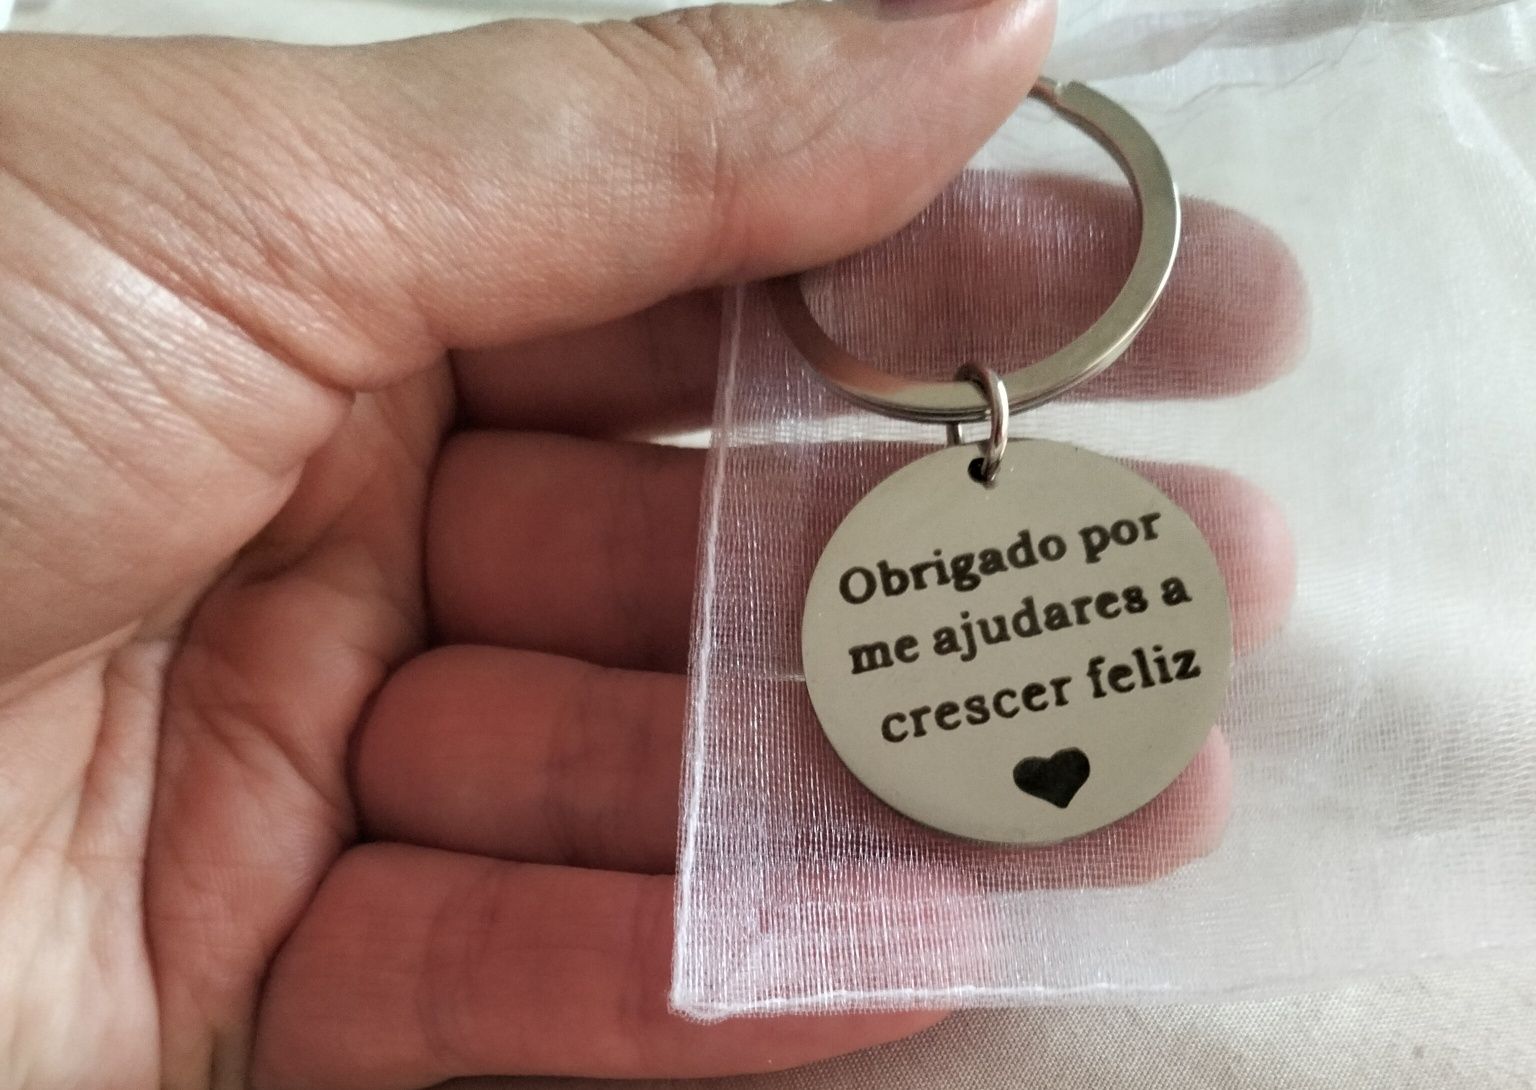 Obrigado por
me ajudares a
crescer feliz